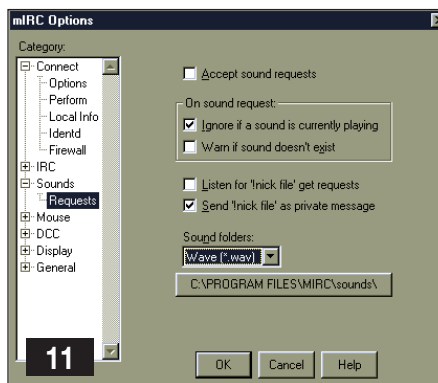 mIRC Options
Category:
Connect
Options
Perform
Local Info
Identd
Firewall
IRC
Sounds
Requests
Mouse
DCC
Display
General
Accept sound requests
On sound request:
Ignore if a sound is currently playing
Warn if sound doesn't exist
Listen for '!nick file' get requests
Send '!nick file' as private message
Sound folders:
Wave (*.wav)
C:\PROGRAM FILES\MIRC\sounds\
11
OK
Cancel
Help